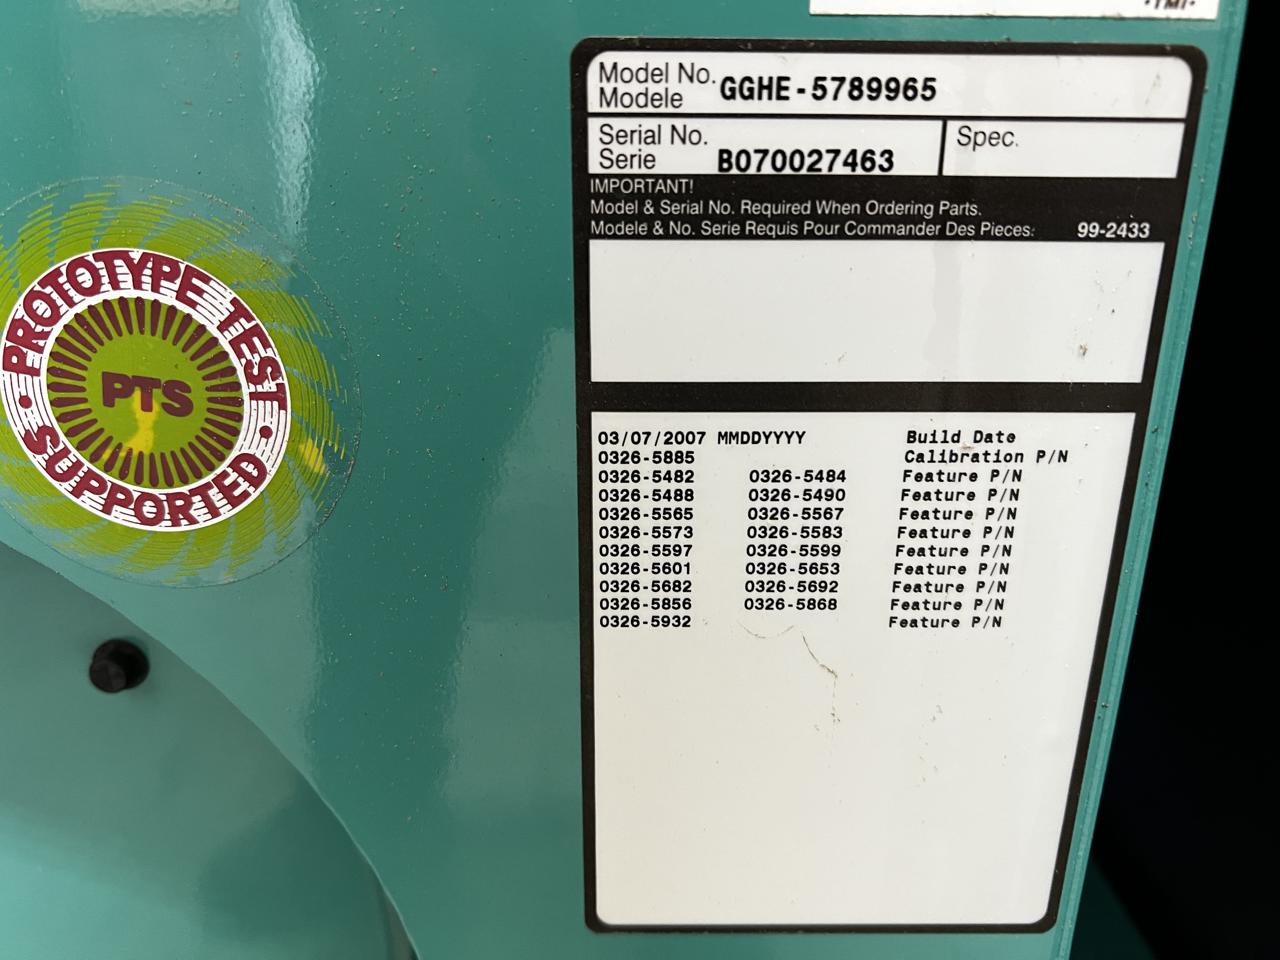 ·TMI·
Model No. GGHE-5789965
Modele
Serial No. B070027463
Serie
Spec.
IMPORTANT!
Model & Serial No. Required When Ordering Parts.
Modele & No. Serie Requis Pour Commander Des Pieces: 99-2433
03/07/2007 MMDDYYYY Build Date
0326-5885 Calibration P/N
0326-5482 0326-5484 Feature P/N
0326-5488 0326-5490 Feature P/N
0326-5565 0326-5567 Feature P/N
0326-5573 0326-5583 Feature P/N
0326-5597 0326-5599 Feature P/N
0326-5601 0326-5653 Feature P/N
0326-5682 0326-5692 Feature P/N
0326-5856 0326-5868 Feature P/N
0326-5932 Feature P/N
PROTOTYPE TEST
PTS
SUPPORTED